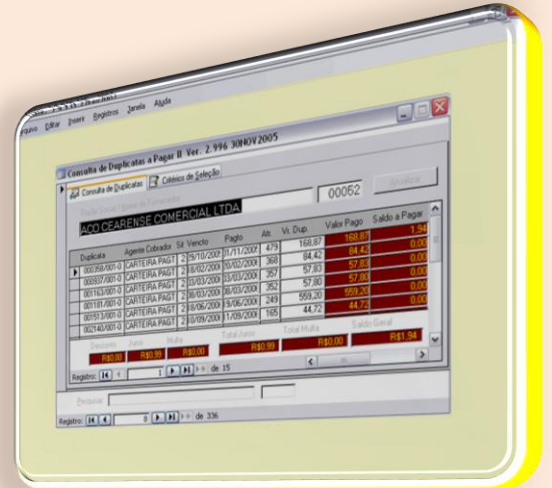 Editar Inserir Registros Janela Ajuda
Consulta de Duplicatas a Pagar II Ver. 2.996 30NOV2005
Consulta de Duplicatas Critérios de Seleção
00052 Atualizar
ACO CEARENSE COMERCIAL LTDA
Duplicata Agente Cobrador Sit Vencto Pagto Atr. Vr. Dup. Valor Pago Saldo a Pagar
000358/001-0 CARTEIRA PAGT 2 479 168,87 168,87 1,94
000937/001-0 CARTEIRA PAGT 2 368 84,42 84,42 0,00
001163/001-0 CARTEIRA PAGT 2 357 57,83 57,83 0,00
001181/001-0 CARTEIRA PAGT 2 352 57,80 57,80 0,00
001513/001-0 CARTEIRA PAGT 2 249 559,20 559,20 0,00
002140/001-0 CARTEIRA PAGT 2 165 44,72 44,73 0,00
Desconto Juros Multa Total Juros Total Multa Saldo Geral
R$0,00 R$0,99 R$0,00 R$0,99 R$0,00 R$1,94
Registro: 1 de 15
Pesquisar
Registro: 8 de 336